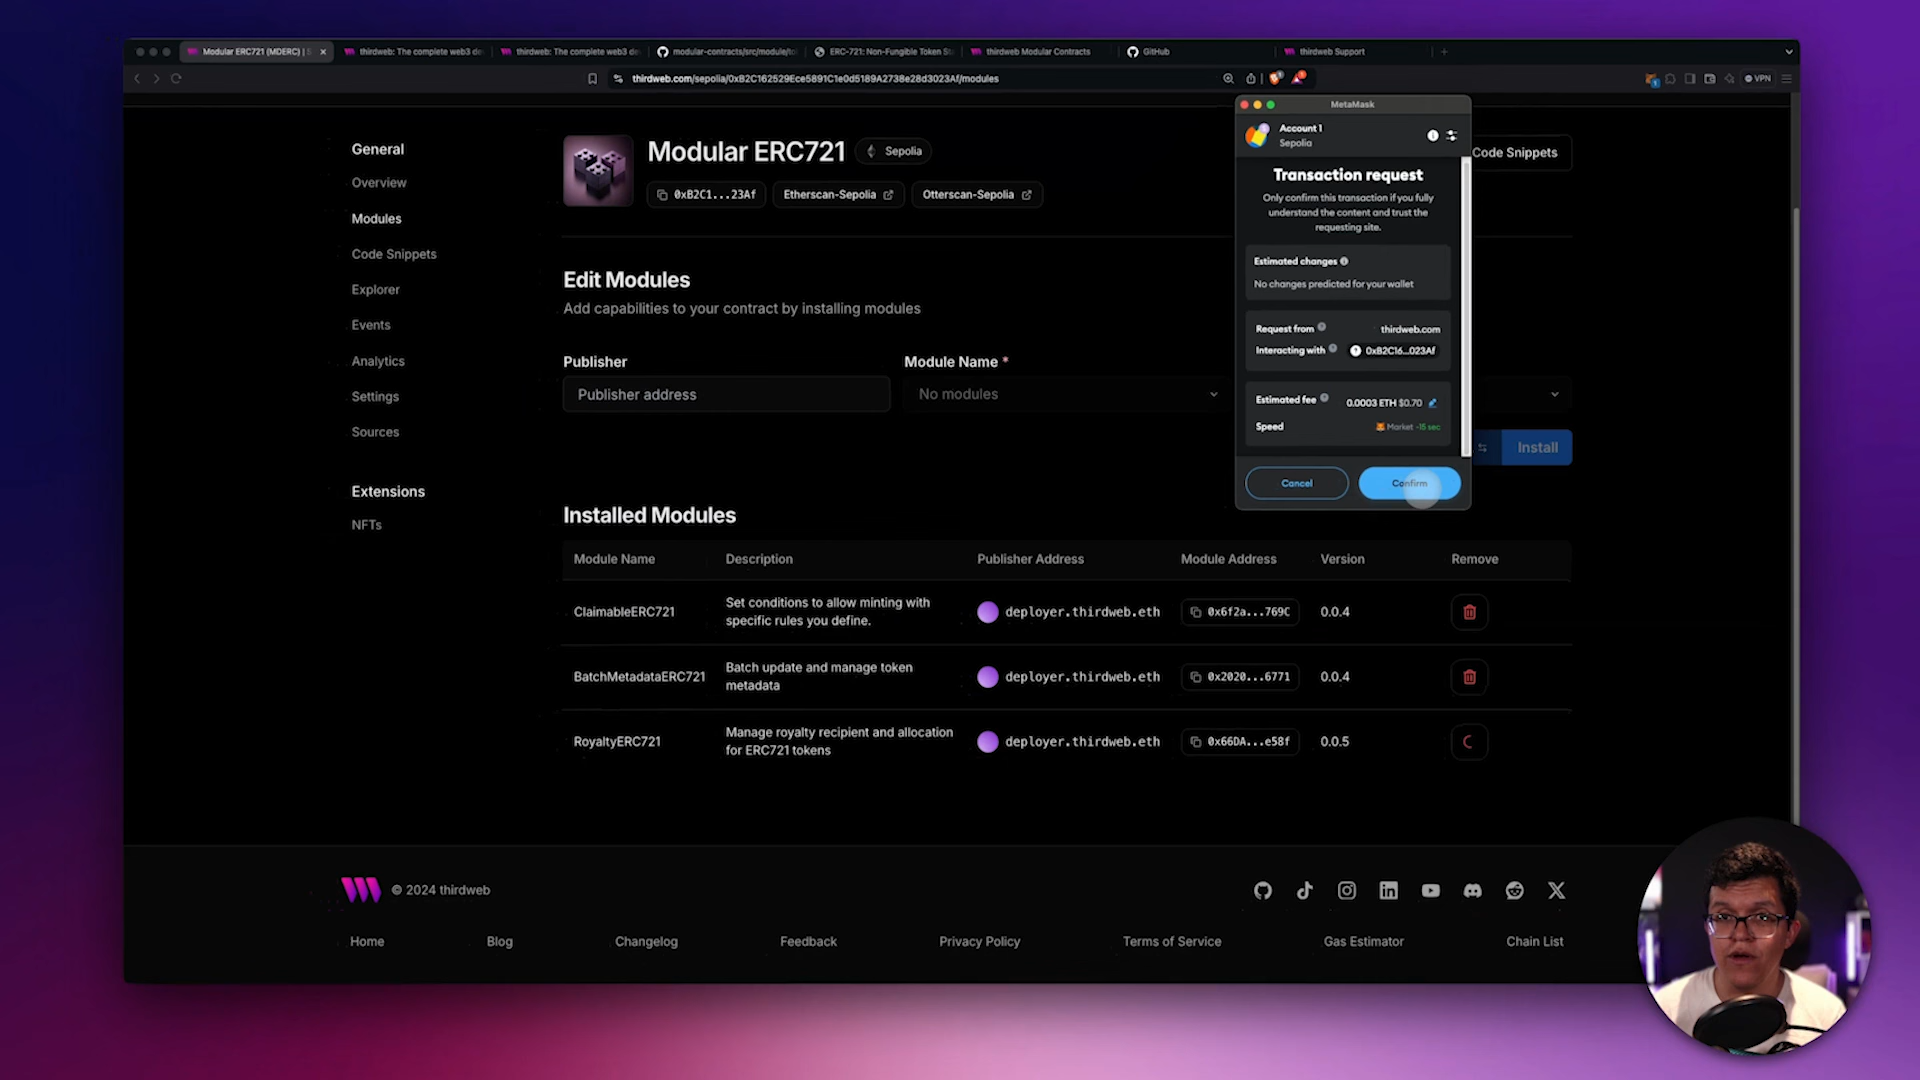 Modular ERC721 (MDERC) | S
thirdweb: The complete web3 de
thirdweb: The complete web3 de
modular-contracts/src/module/to
ERC-721: Non-Fungible Token St
thirdweb Modular Contracts
GitHub
thirdweb Support
thirdweb.com/sepolia/0xB2C162529Ece5891C1e0d5189A2738e28d3023Af/modules
VPN
General
Overview
Modules
Code Snippets
Explorer
Events
Analytics
Settings
Sources
Extensions
NFTs
Modular ERC721
Sepolia
0xB2C1...23Af
Etherscan-Sepolia
Otterscan-Sepolia
Code Snippets
Edit Modules
Add capabilities to your contract by installing modules
Publisher
Module Name *
Publisher address
No modules
Install
MetaMask
Account 1
Sepolia
Transaction request
Only confirm this transaction if you fully
understand the content and trust the
requesting site.
Estimated changes
No changes predicted for your wallet
Request from
thirdweb.com
Interacting with
0xB2C16...023Af
Estimated fee
0.0003 ETH $0.70
Speed
Market ~15 sec
Cancel
Confirm
Installed Modules
Module Name
Description
Publisher Address
Module Address
Version
Remove
ClaimableERC721
Set conditions to allow minting with
specific rules you define.
deployer.thirdweb.eth
0x6f2a...769C
0.0.4
BatchMetadataERC721
Batch update and manage token
metadata
deployer.thirdweb.eth
0x2020...6771
0.0.4
RoyaltyERC721
Manage royalty recipient and allocation
for ERC721 tokens
deployer.thirdweb.eth
0x66DA...e58f
0.0.5
© 2024 thirdweb
Home
Blog
Changelog
Feedback
Privacy Policy
Terms of Service
Gas Estimator
Chain List